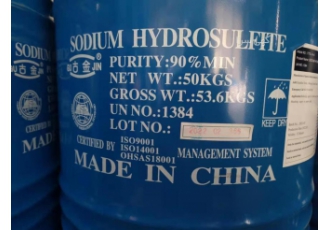 SODIUM HYDROSULFITE
PURITY:90%MIN
NET WT.:50KGS
GROSS WT.:53.6KGS
UN NO.:1384
LOT NO.:
CERTIFIED BY ISO9001
ISO14001
OHSAS18001
MANAGEMENT SYSTEM
MADE IN CHINA
KEEP DRY
SODIUM